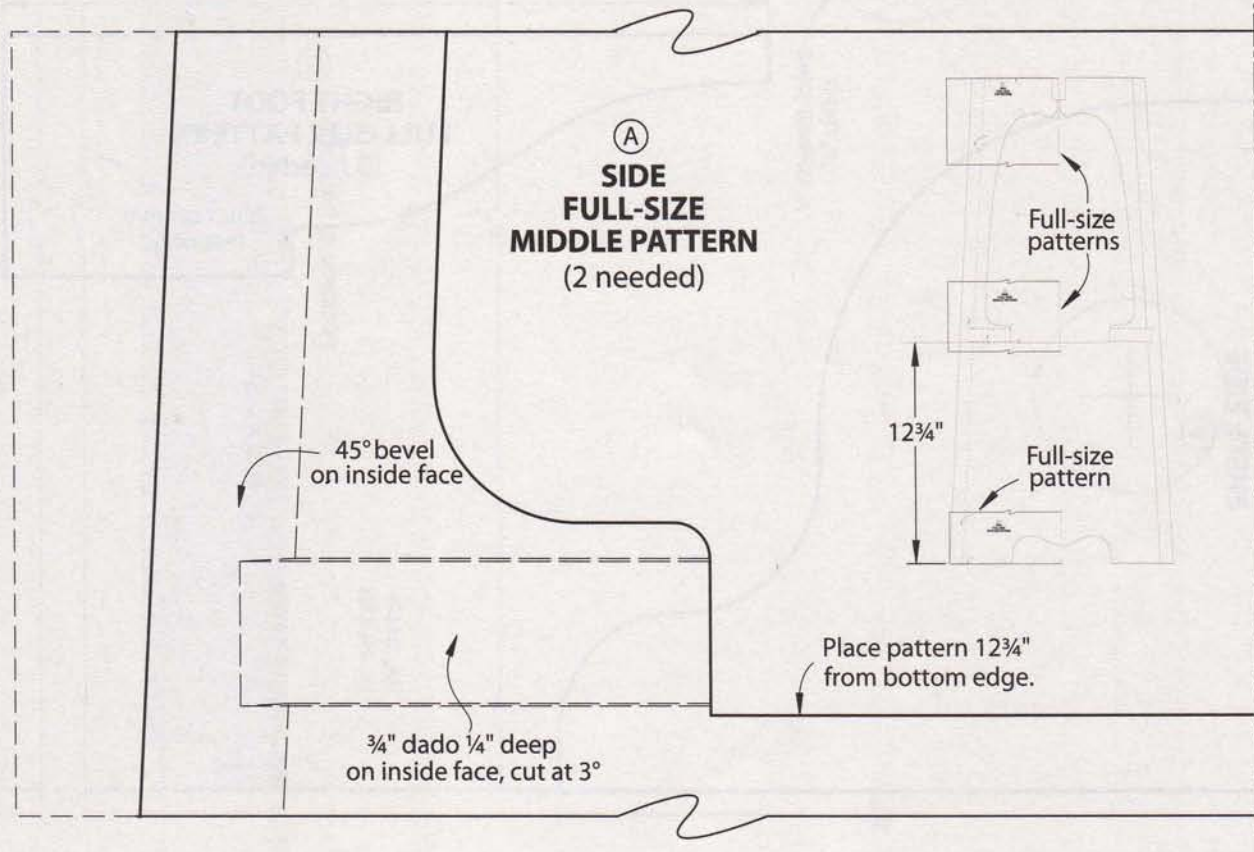 A
SIDE
FULL-SIZE
MIDDLE PATTERN
(2 needed)
Full-size
patterns
12¾"
Full-size
pattern
45° bevel
on inside face
Place pattern 12¾"
from bottom edge.
¾" dado ¼" deep
on inside face, cut at 3°